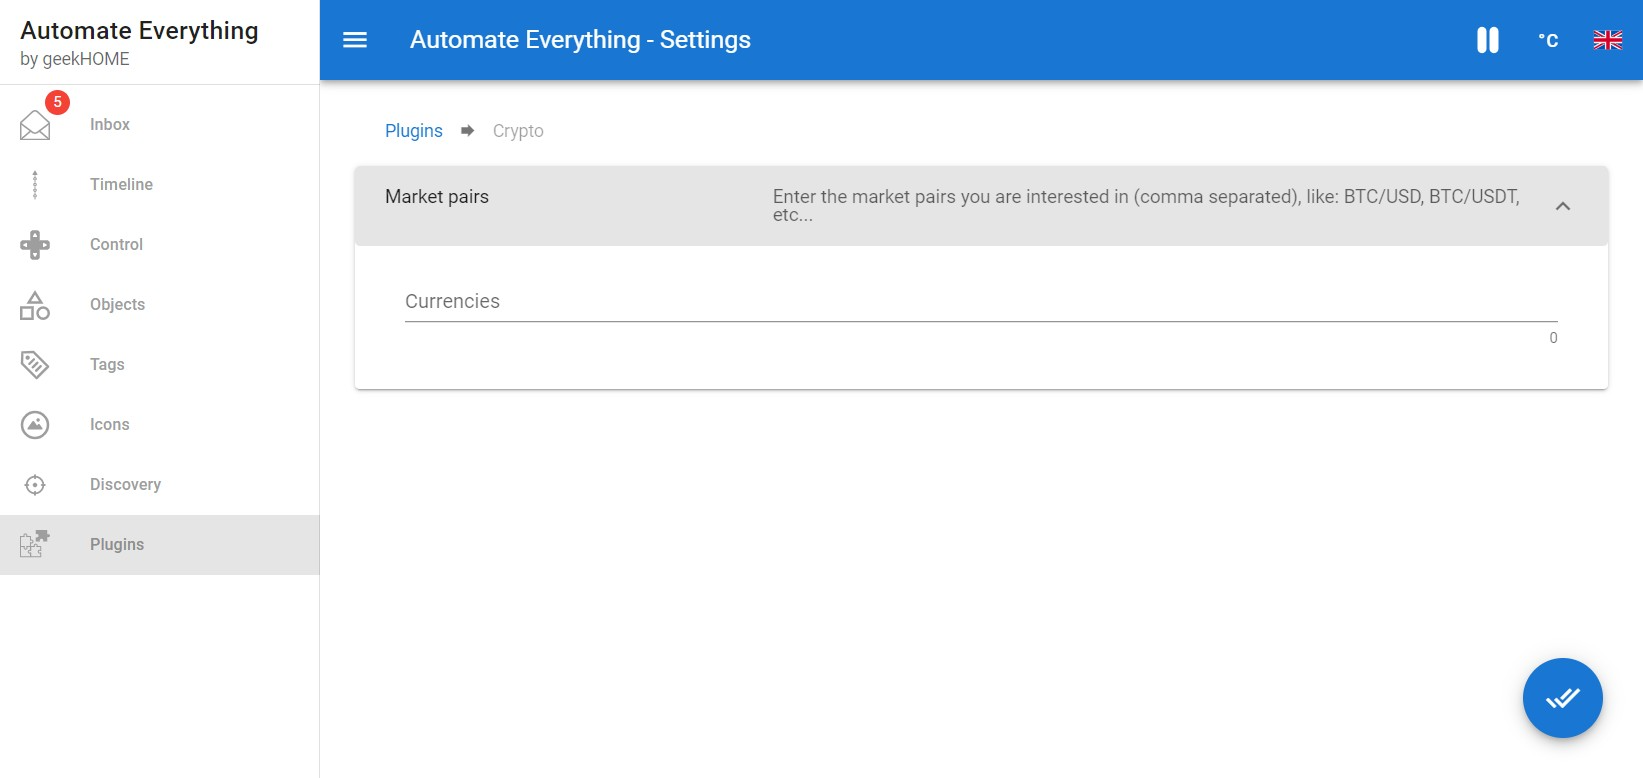 Automate Everything
by geekHOME
Automate Everything - Settings
°C
5
Inbox
Timeline
Control
Objects
Tags
Icons
Discovery
Plugins
Plugins
Crypto
Market pairs
Enter the market pairs you are interested in (comma separated), like: BTC/USD, BTC/USDT,
etc...
Currencies
0